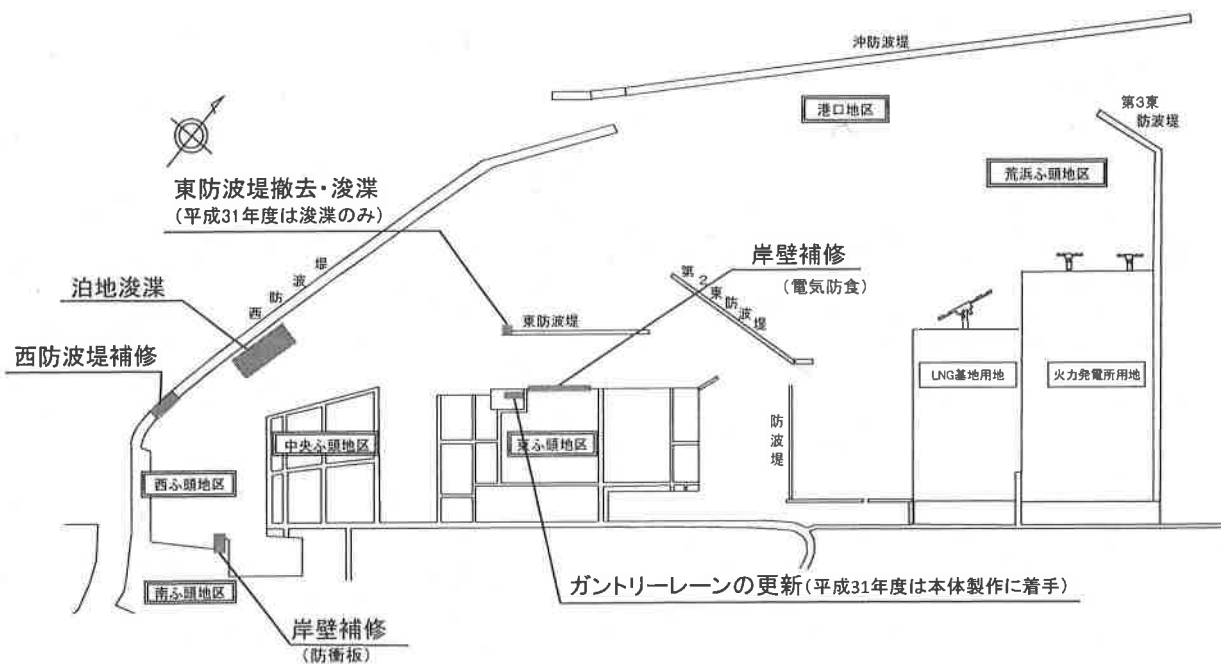 沖防波堤
港口地区
第3東
防波堤
荒浜ふ頭地区
東防波堤撤去・浚渫
(平成31年度は浚渫のみ)
岸壁補修
(電気防食)
第2東防波堤
泊地浚渫
西防波堤
東防波堤
西防波堤補修
LNG基地用地
火力発電所用地
防波堤
中央ふ頭地区
東ふ頭地区
西ふ頭地区
ガントリーレーンの更新(平成31年度は本体製作に着手)
南ふ頭地区
岸壁補修
(防衝板)